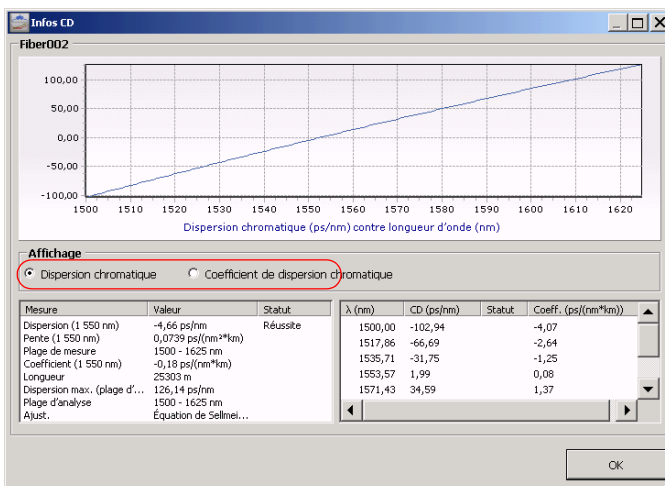 Infos CD
Fiber002
100,00
50,00
0,00
-50,00
-100,00
1500 1510 1520 1530 1540 1550 1560 1570 1580 1590 1600 1610 1620
Dispersion chromatique (ps/nm) contre longueur d'onde (nm)
Affichage
Dispersion chromatique Coefficient de dispersion chromatique
Mesure Valeur Statut
Dispersion (1 550 nm) -4,66 ps/nm Réussite
Pente (1 550 nm) 0,0739 ps/(nm²*km)
Plage de mesure 1500 - 1625 nm
Coefficient (1 550 nm) -0,18 ps/(nm*km)
Longueur 25303 m
Dispersion max. (plage d'... 126,14 ps/nm
Plage d'analyse 1500 - 1625 nm
Ajust. Équation de Sellmei...
λ (nm) CD (ps/nm) Statut Coeff. (ps/(nm*km))
1500,00 -102,94 -4,07
1517,86 -66,69 -2,64
1535,71 -31,75 -1,25
1553,57 1,99 0,08
1571,43 34,59 1,37
OK